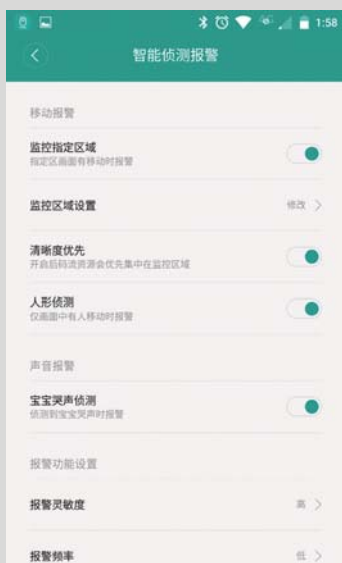 1:58
智能侦测报警
移动报警
监控指定区域
指定区画面有移动时报警
监控区域设置 修改
清晰度优先
开启后码流资源会优先集中在监控区域
人形侦测
仅画面中有人移动时报警
声音报警
宝宝哭声侦测
侦测到宝宝哭声时报警
报警功能设置
报警灵敏度 高
报警频率 低